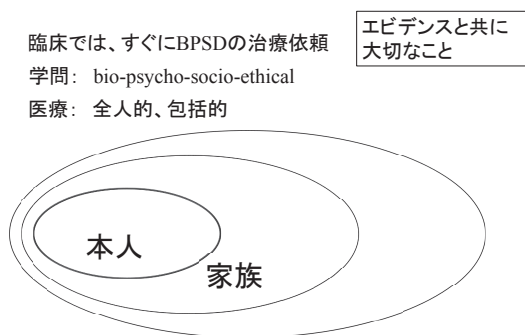 エビデンスと共に
大切なこと
臨床では、すぐにBPSDの治療依頼
学問： bio-psycho-socio-ethical
医療： 全人的、包括的
本人
家族